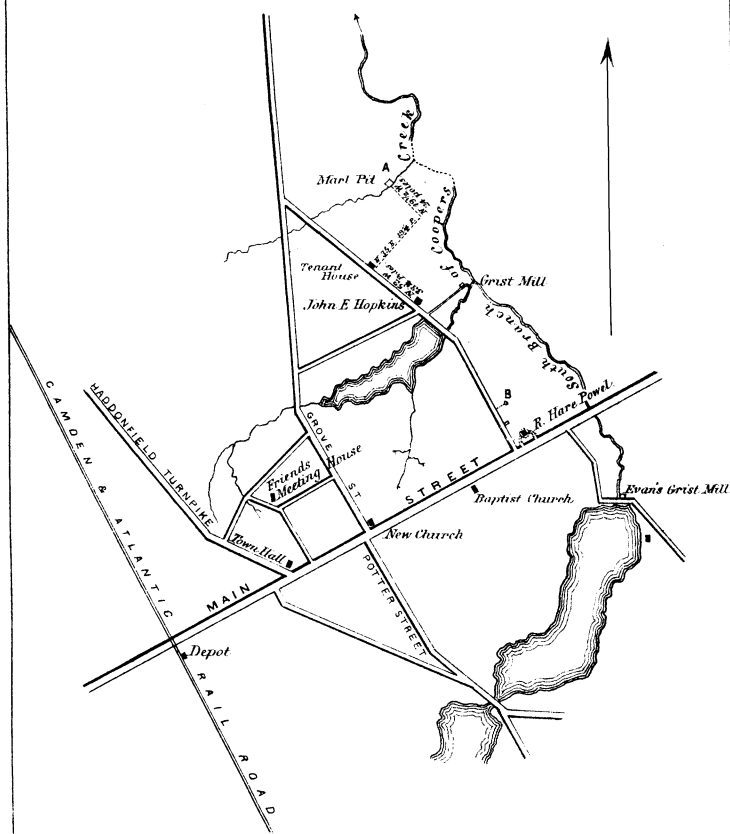 A
Creek
Marl Pit
of Coopers
South Branch
Tenant
House
Grist Mill
John E Hopkins
B
R. Hare Powel
CAMDEN & ATLANTIC RAIL ROAD
HADDONFIELD TURNPIKE
GROVE ST
Friends
Meeting House
MAIN STREET
Baptist Church
Evan's Grist Mill
New Church
Town Hall
POTTER STREET
Depot